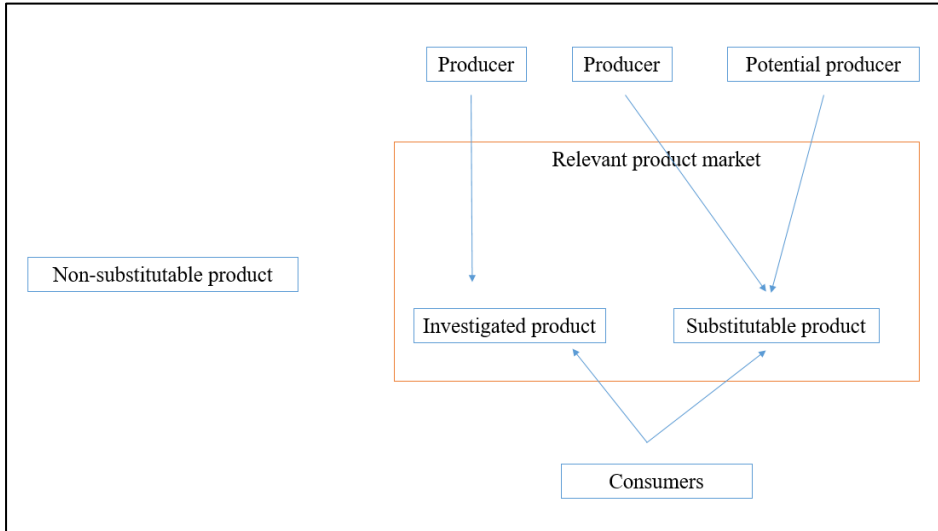 Producer
Producer
Potential producer
Relevant product market
Non-substitutable product
Investigated product
Substitutable product
Consumers